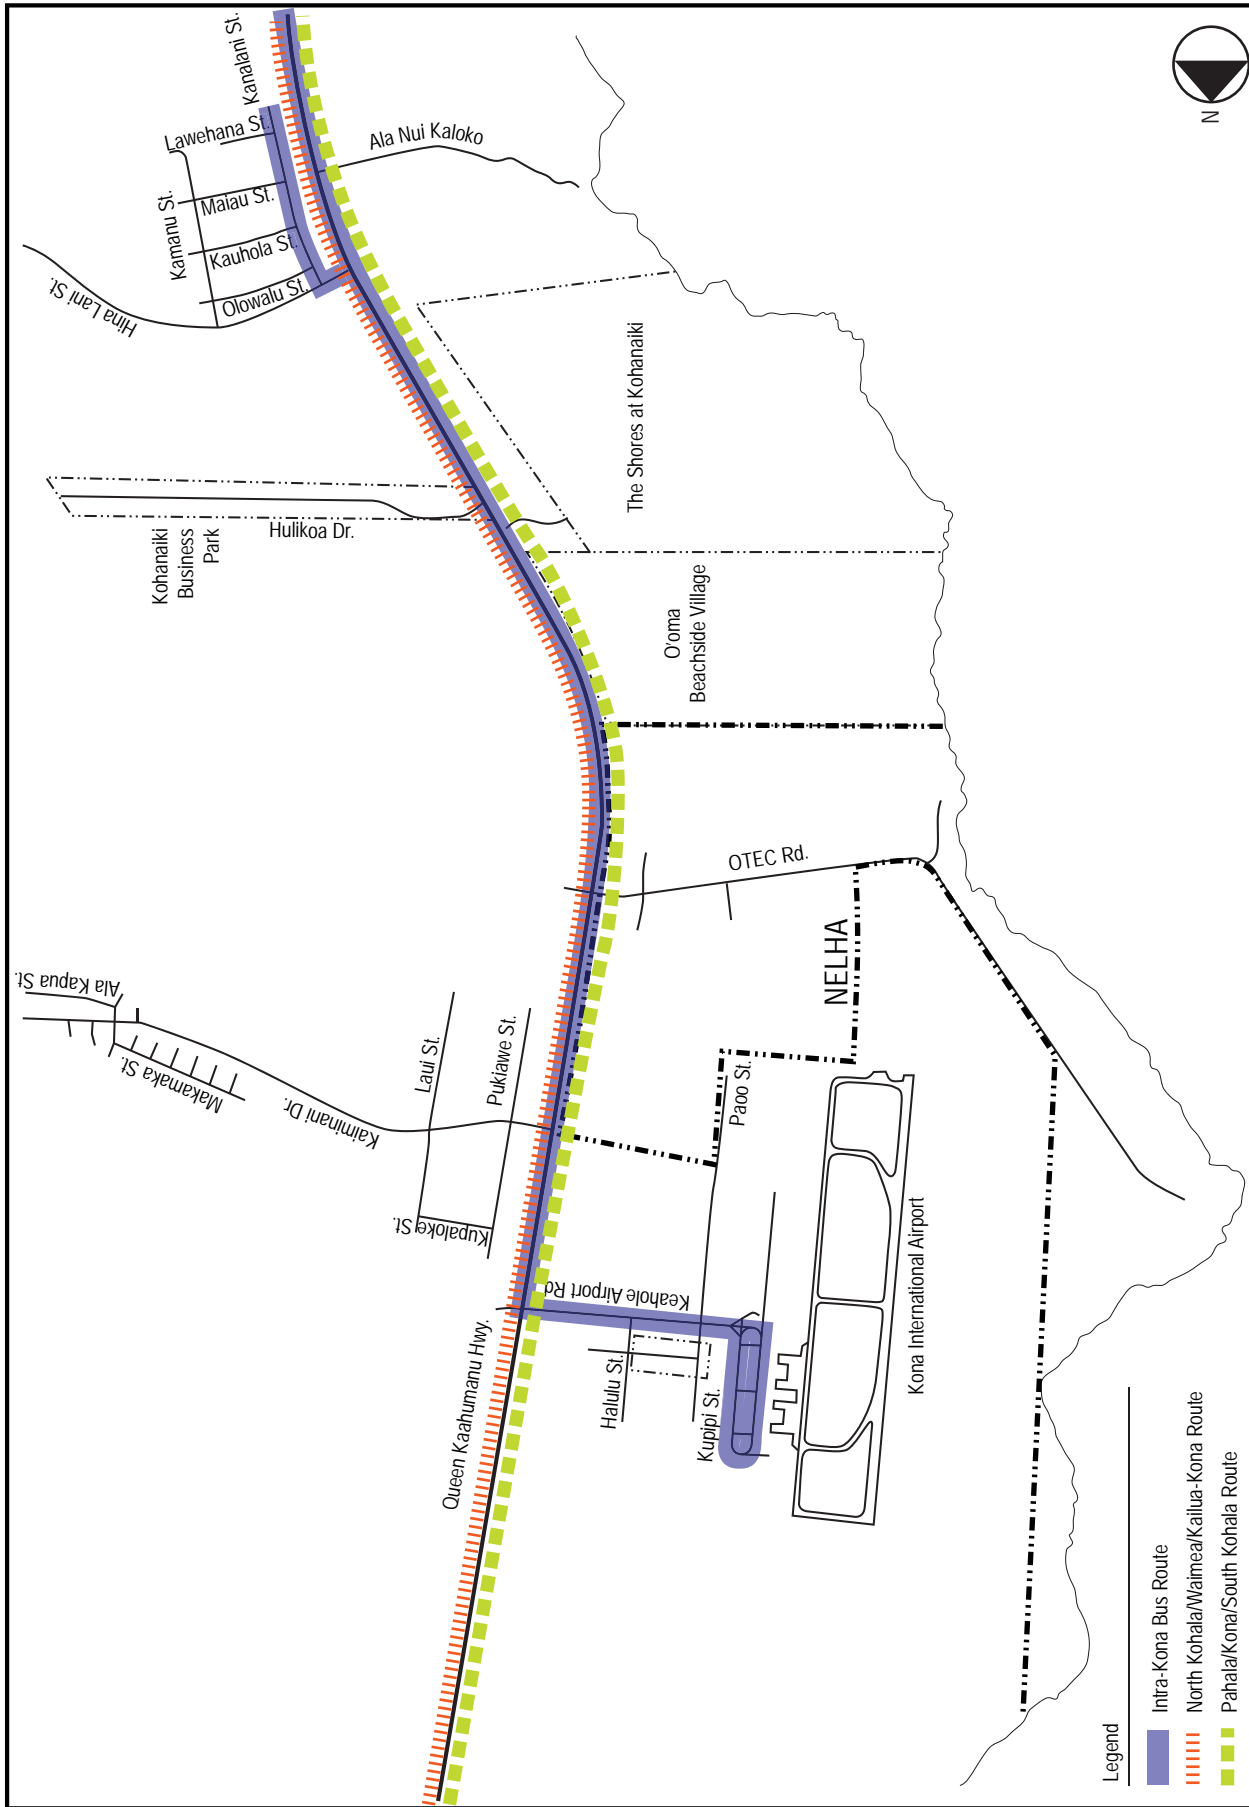 Kanalani St.
Lawehana St.
Kamanu St.
Maiau St.
Kauhola St.
Olowalu St.
Hina Lani St.
Ala Nui Kaloko
N
The Shores at Kohanaiki
Kohanaiki
Business
Park
Hulikoa Dr.
O'oma
Beachside Village
OTEC Rd.
NELHA
Ala Kapua St.
Makamaka St.
Kaiminani Dr.
Laui St.
Pukiawe St.
Kupaloke St.
Paoo St.
Keahole Airport Rd
Queen Kaahumanu Hwy.
Halulu St.
Kupipi St.
Kona International Airport
Legend
Intra-Kona Bus Route
North Kohala/Waimea/Kailua-Kona Route
Pahala/Kona/South Kohala Route